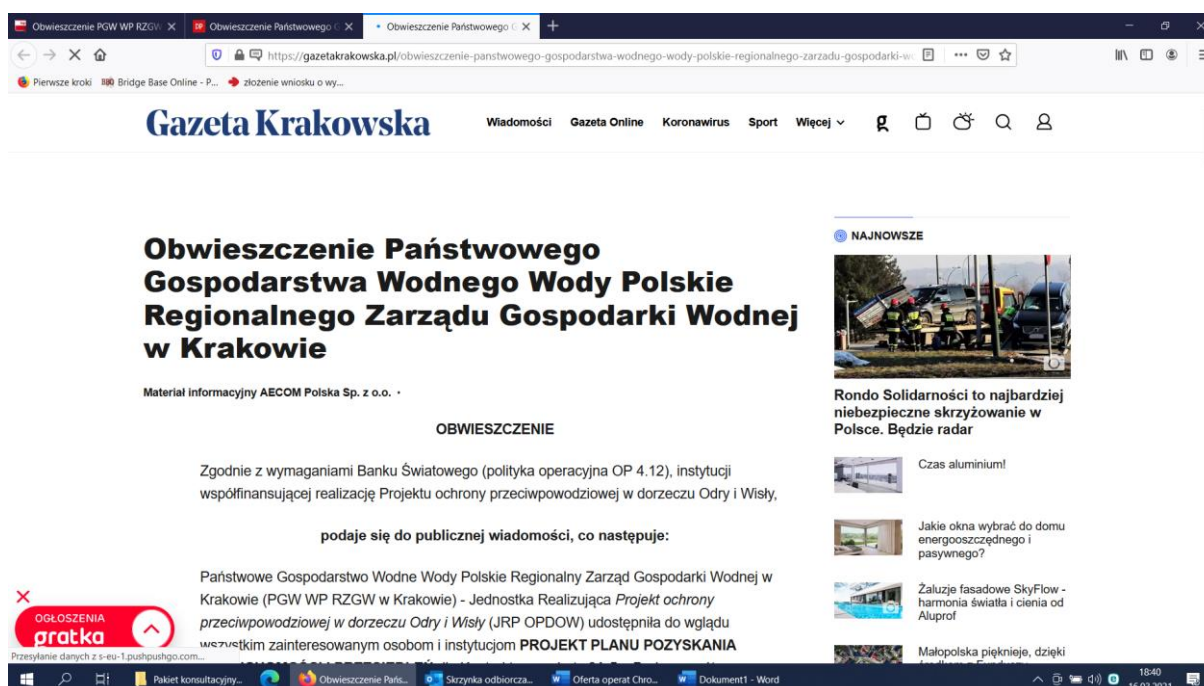 Obwieszczenie PGW WP RZGW
Obwieszczenie Państwowego G
Obwieszczenie Państwowego G
https://gazetakrakowska.pl/obwieszczenie-panstwowego-gospodarstwa-wodnego-wody-polskie-regionalnego-zarzadu-gospodarki-wo
Pierwsze kroki
BBO
Bridge Base Online - P...
złozenie wniosku o wy...
Gazeta Krakowska
Wiadomości
Gazeta Online
Koronawirus
Sport
Więcej
g
Obwieszczenie Państwowego
Gospodarstwa Wodnego Wody Polskie
Regionalnego Zarządu Gospodarki Wodnej
w Krakowie
Materiał informacyjny AECOM Polska Sp. z o.o. •
OBWIESZCZENIE
Zgodnie z wymaganiami Banku Światowego (polityka operacyjna OP 4.12), instytucji
współfinansującej realizację Projektu ochrony przeciwpowodziowej w dorzeczu Odry i Wisły,
podaje się do publicznej wiadomości, co następuje:
Państwowe Gospodarstwo Wodne Wody Polskie Regionalny Zarząd Gospodarki Wodnej w
Krakowie (PGW WP RZGW w Krakowie) - Jednostka Realizująca Projekt ochrony
przeciwpowodziowej w dorzeczu Odry i Wisły (JRP OPDOW) udostępniła do wglądu
wszystkim zainteresowanym osobom i instytucjom PROJEKT PLANU POZYSKANIA
NAJNOWSZE
Rondo Solidarności to najbardziej
niebezpieczne skrzyżowanie w
Polsce. Będzie radar
Czas aluminium!
Jakie okna wybrać do domu
energooszczędnego i
pasywnego?
Żaluzje fasadowe SkyFlow -
harmonia światła i cienia od
Aluprof
Małopolska pięknieje, dzięki
OGŁOSZENIA
gratka
Przesyłanie danych z s-eu-1.pushpushgo.com...
Pakiet konsultacyjny...
Obwieszczenie Pańs...
Skrzynka odbiorcza...
Oferta operat Chro...
Dokument1 - Word
18:40
16.02.2021